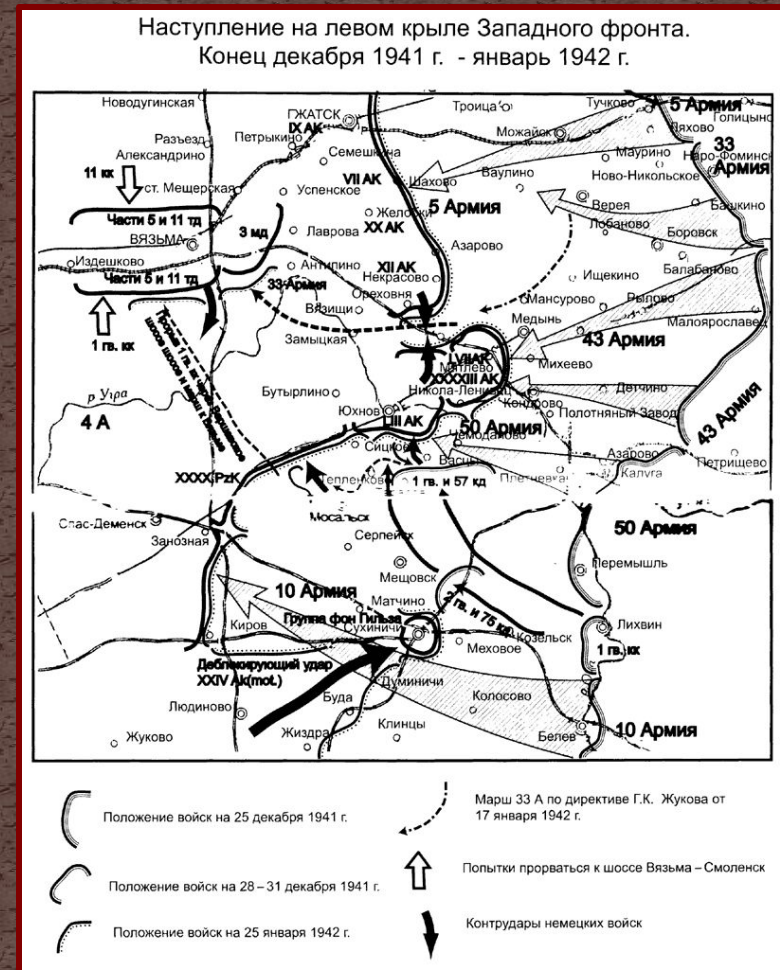 Наступление на левом крыле Западного фронта.
Конец декабря 1941 г. - январь 1942 г.
Новодугинская
ГЖАТСК
IX АК
Троица
Тучково
5 Армия
Голицыно
Разъезд
Александрино
Петрыкино
Можайск
Ляхово
33
Армия
Семешкина
Маурино
Наро-Фоминск
11 кк
ст. Мещерская
Успенское
VII АК
Шахово
Ваулино
Ново-Никольское
5 Армия
Верея
Башкино
Части 5 и 11 тд
3 мд
XX АК
Лобаново
Боровск
ВЯЗЬМА
Лаврова
Азарово
Балабаново
Издешково
Антипино
XII АК
Некрасово
Ищекино
Части 5 и 11 тд
33 Армия
Ореховня
Мансурово
Рылово
Вязищи
Медынь
Малоярославец
1 гв. кк
Замыцкая
43 Армия
LVII АК
Мятлево
Михеево
XXXXIII АК
Бутырлино
Никола-Ленивец
Детчино
р Угра
Кондрово
Полотняный Завод
43 Армия
4 А
Юхнов
LIII АК
50 Армия
Чемоданово
Азарово
Петрищево
XXXX PzK
1 гв. и 57 кд
Плетневка
Калуга
Мосальск
Спас-Деменск
Занозная
Серпейск
50 Армия
Перемышль
Мещовск
10 Армия
Матчино
2 гв. и 75 кд
Группа фон Гильза
Киров
Сухиничи
Козельск
Лихвин
Меховое
1 гв. кк
Деблокирующий удар
XXIV Ak(mot.)
Думиничи
Людиново
Буда
Колосово
10 Армия
Жуково
Жиздра
Клинцы
Белев
Положение войск на 25 декабря 1941 г.
Марш 33 А по директиве Г.К. Жукова от
17 января 1942 г.
Положение войск на 28 – 31 декабря 1941 г.
Попытки прорваться к шоссе Вязьма – Смоленск
Положение войск на 25 января 1942 г.
Контрудары немецких войск